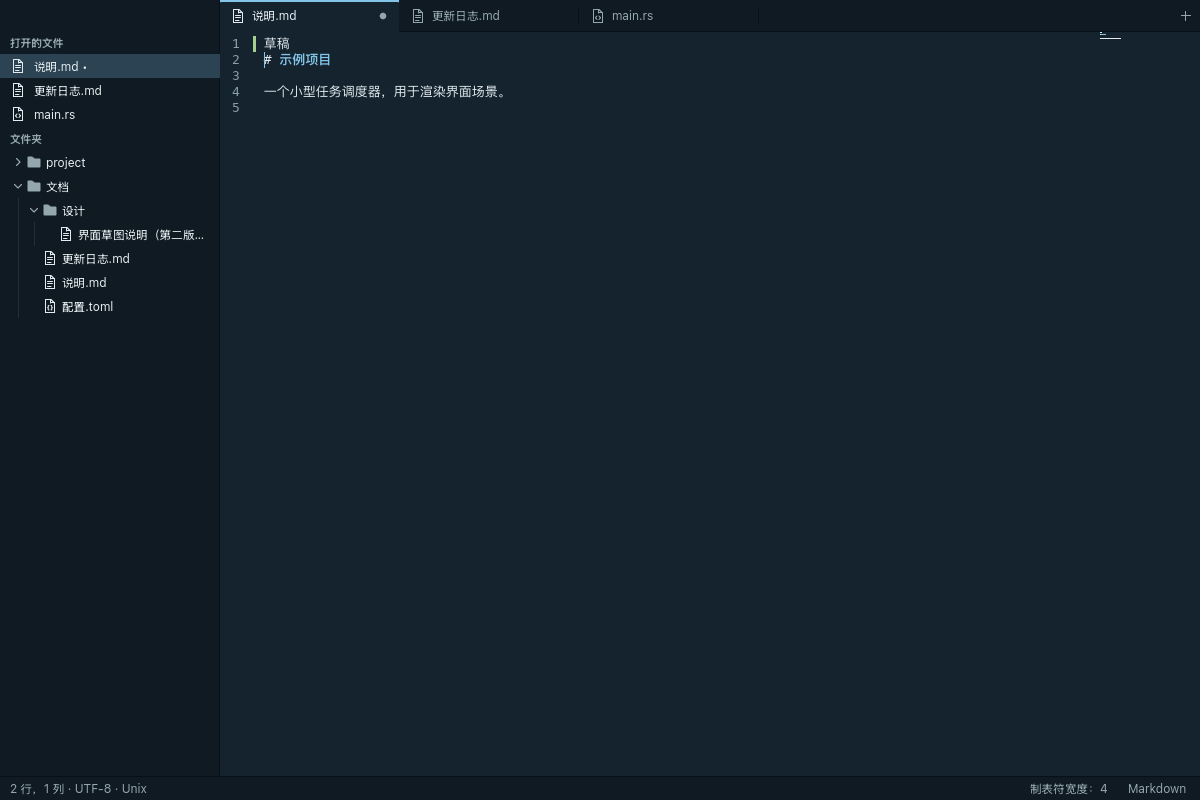 打开的文件
说明.md •
更新日志.md
main.rs
文件夹
project
文档
设计
界面草图说明（第二版...
更新日志.md
说明.md
配置.toml
说明.md
更新日志.md
main.rs
1 草稿
2 # 示例项目
3
4 一个小型任务调度器，用于渲染界面场景。
5
2 行，1 列 · UTF-8 · Unix
制表符宽度：4
Markdown